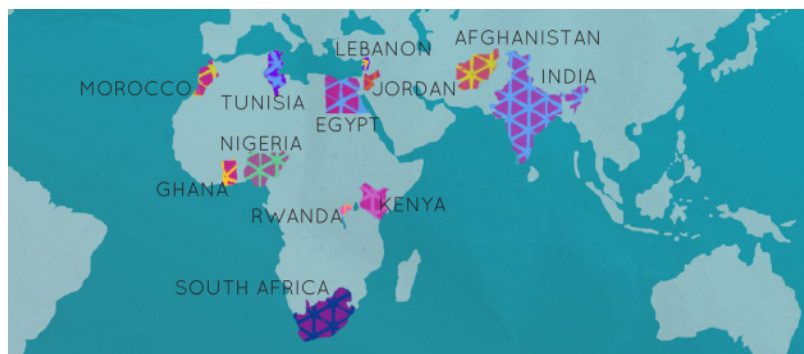 AFGHANISTAN
LEBANON
INDIA
MOROCCO
JORDAN
TUNISIA
EGYPT
NIGERIA
GHANA
KENYA
RWANDA
SOUTH AFRICA